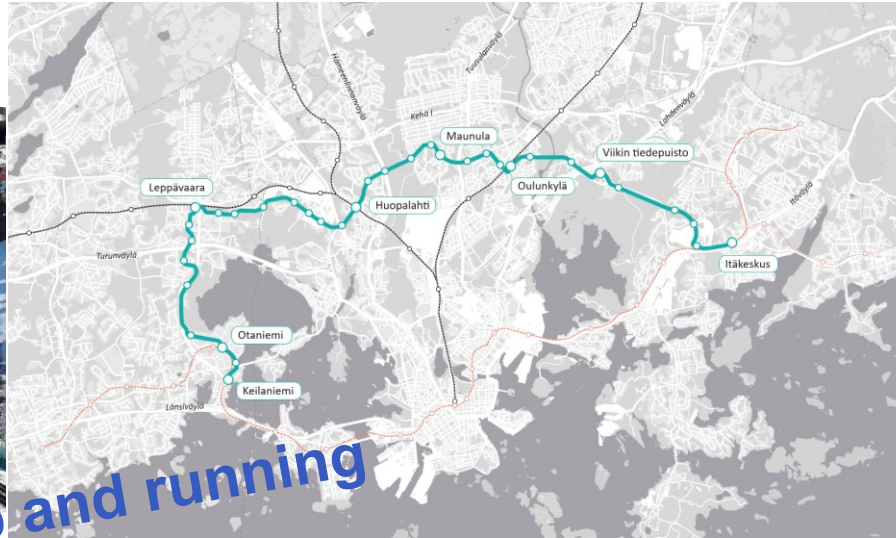 Hämeenlinnanväylä
Tuusulanväylä
Kehä I
Lahdenväylä
Maunula
Viikin tiedepuisto
Leppävaara
Oulunkylä
Itäväylä
Huopalahti
Turunväylä
Itäkeskus
Otaniemi
Keilaniemi
Länsiväylä
and running